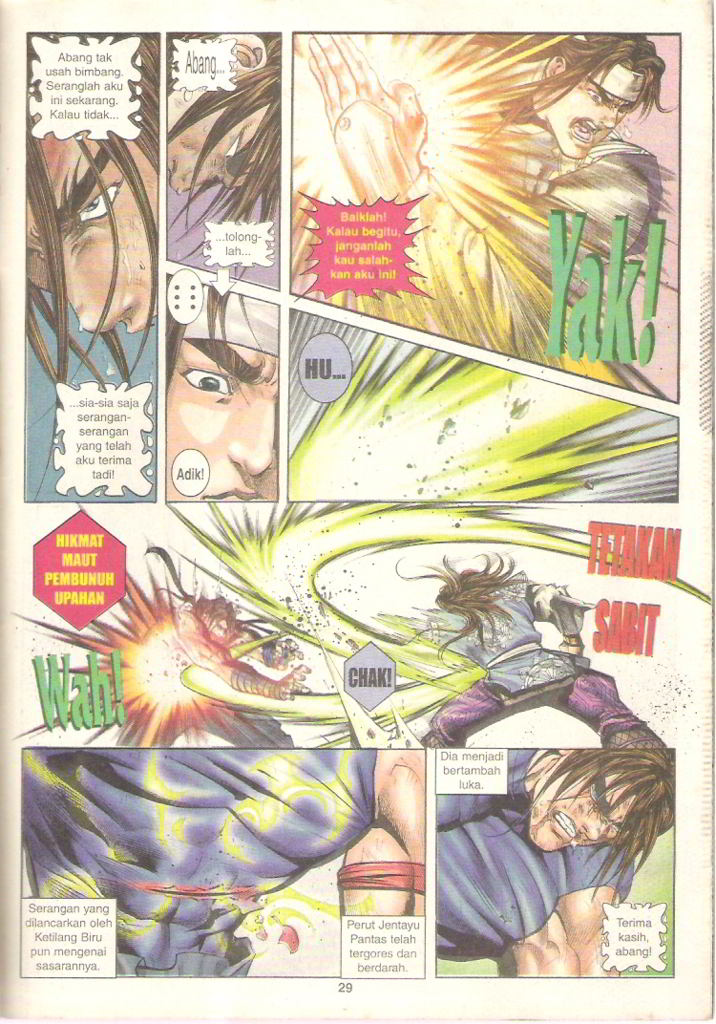 Abang tak
usah bimbang.
Seranglah aku
ini sekarang.
Kalau tidak...
...sia-sia saja
serangan-
serangan
yang telah
aku terima
tadi!
Abang...
...tolong-
lah...
Adik!
Baiklah!
Kalau begitu,
janganlah
kau salah-
kan aku ini!
Yak!
HU...
HIKMAT
MAUT
PEMBUNUH
UPAHAN
Wah!
CHAK!
TETAKAN
SABIT
Serangan yang
dilancarkan oleh
Ketilang Biru
pun mengenai
sasarannya.
Perut Jentayu
Pantas telah
tergores dan
berdarah.
Dia menjadi
bertambah
luka.
Terima
kasih,
abang!
29